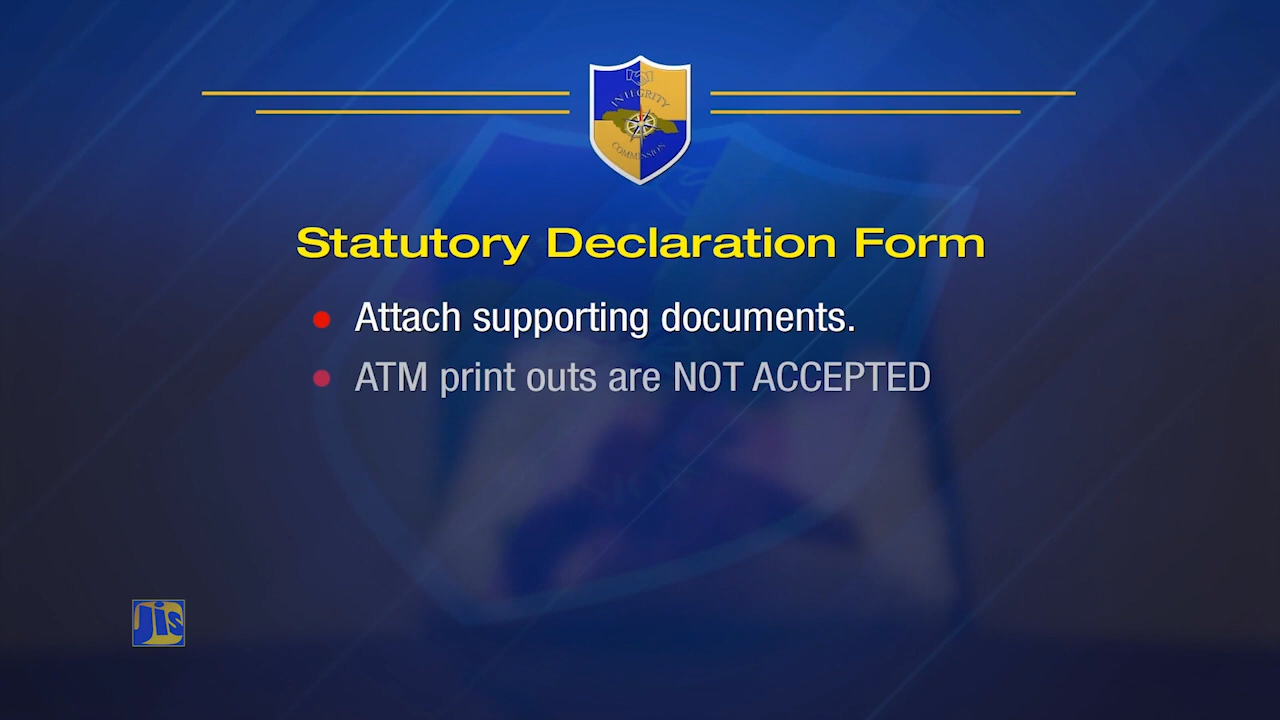 INTEGRITY
COMMISSION
Statutory Declaration Form
Attach supporting documents.
ATM print outs are NOT ACCEPTED
Jis